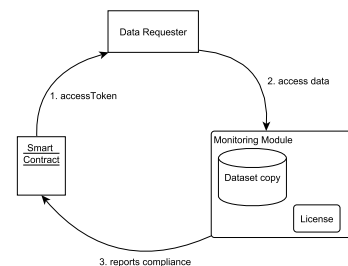 Data Requester
1. accessToken
2. access data
Smart
Contract
Monitoring Module
Dataset copy
License
3. reports compliance